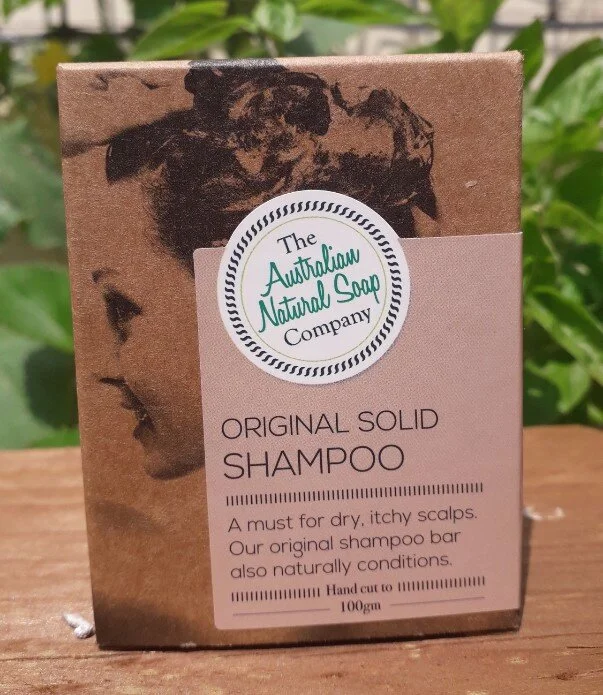 The
Australian
Natural Soap
Company
ORIGINAL SOLID
SHAMPOO
A must for dry, itchy scalps.
Our original shampoo bar
also naturally conditions.
Hand cut to
100gm